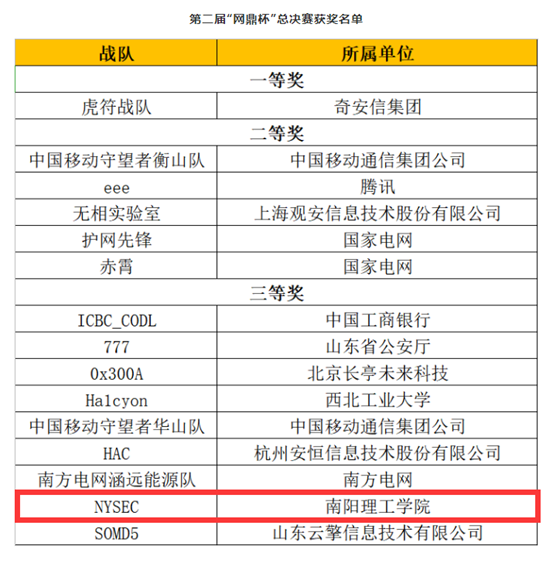 第二届“网鼎杯”总决赛获奖名单
战队 所属单位
一等奖
虎符战队 奇安信集团
二等奖
中国移动守望者衡山队 中国移动通信集团公司
eee 腾讯
无相实验室 上海观安信息技术股份有限公司
护网先锋 国家电网
赤霄 国家电网
三等奖
ICBC_CODL 中国工商银行
777 山东省公安厅
0x300A 北京长亭未来科技
Halcyon 西北工业大学
中国移动守望者华山队 中国移动通信集团公司
HAC 杭州安恒信息技术股份有限公司
南方电网涵远能源队 南方电网
NYSEC 南阳理工学院
SOMD5 山东云擎信息技术有限公司